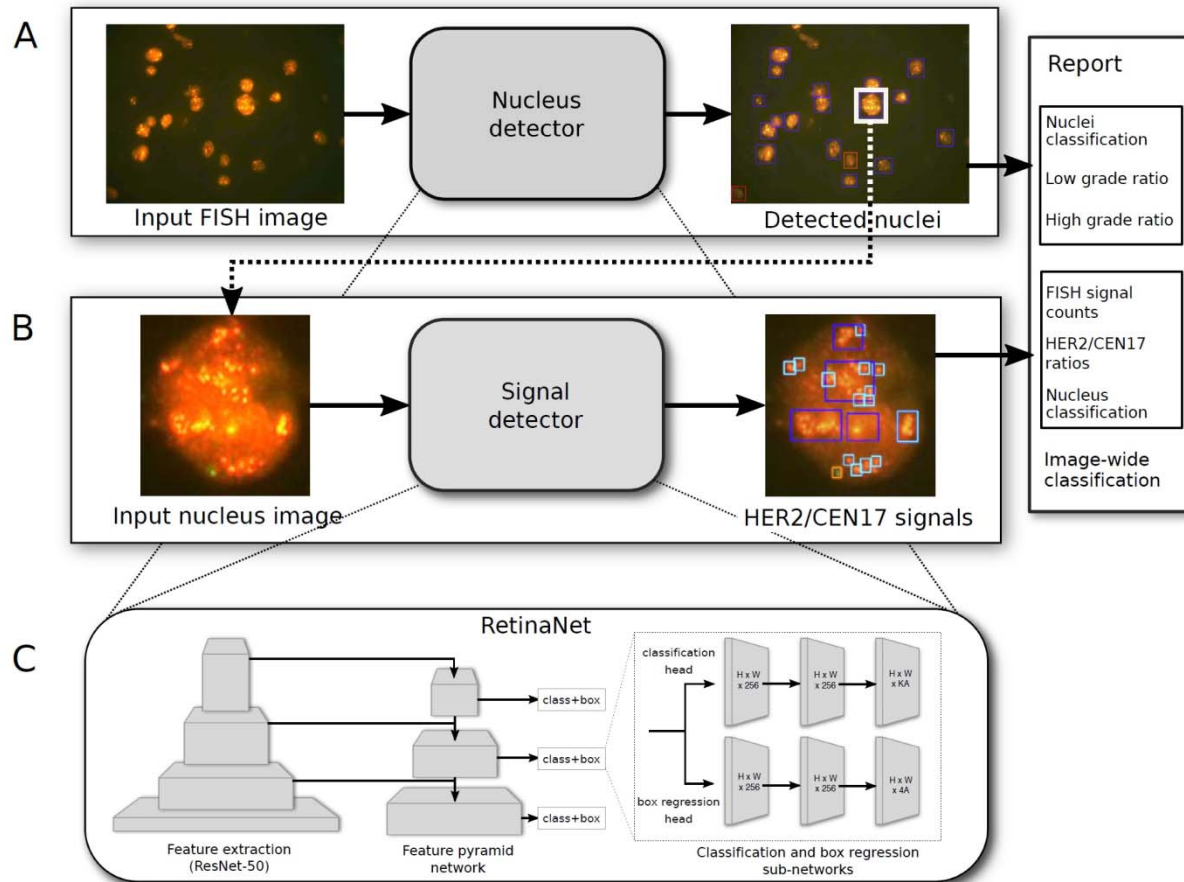 A
Input FISH image
Nucleus
detector
Detected nuclei
Report
Nuclei
classification
Low grade ratio
High grade ratio
FISH signal
counts
HER2/CEN17
ratios
Nucleus
classification
Image-wide
classification
B
Input nucleus image
Signal
detector
HER2/CEN17 signals
C
RetinaNet
Feature extraction
(ResNet-50)
Feature pyramid
network
class+box
class+box
class+box
classification
head
H x W
x 256
H x W
x 256
H x W
x KA
box regression
head
H x W
x 256
H x W
x 256
H x W
x 4A
Classification and box regression
sub-networks